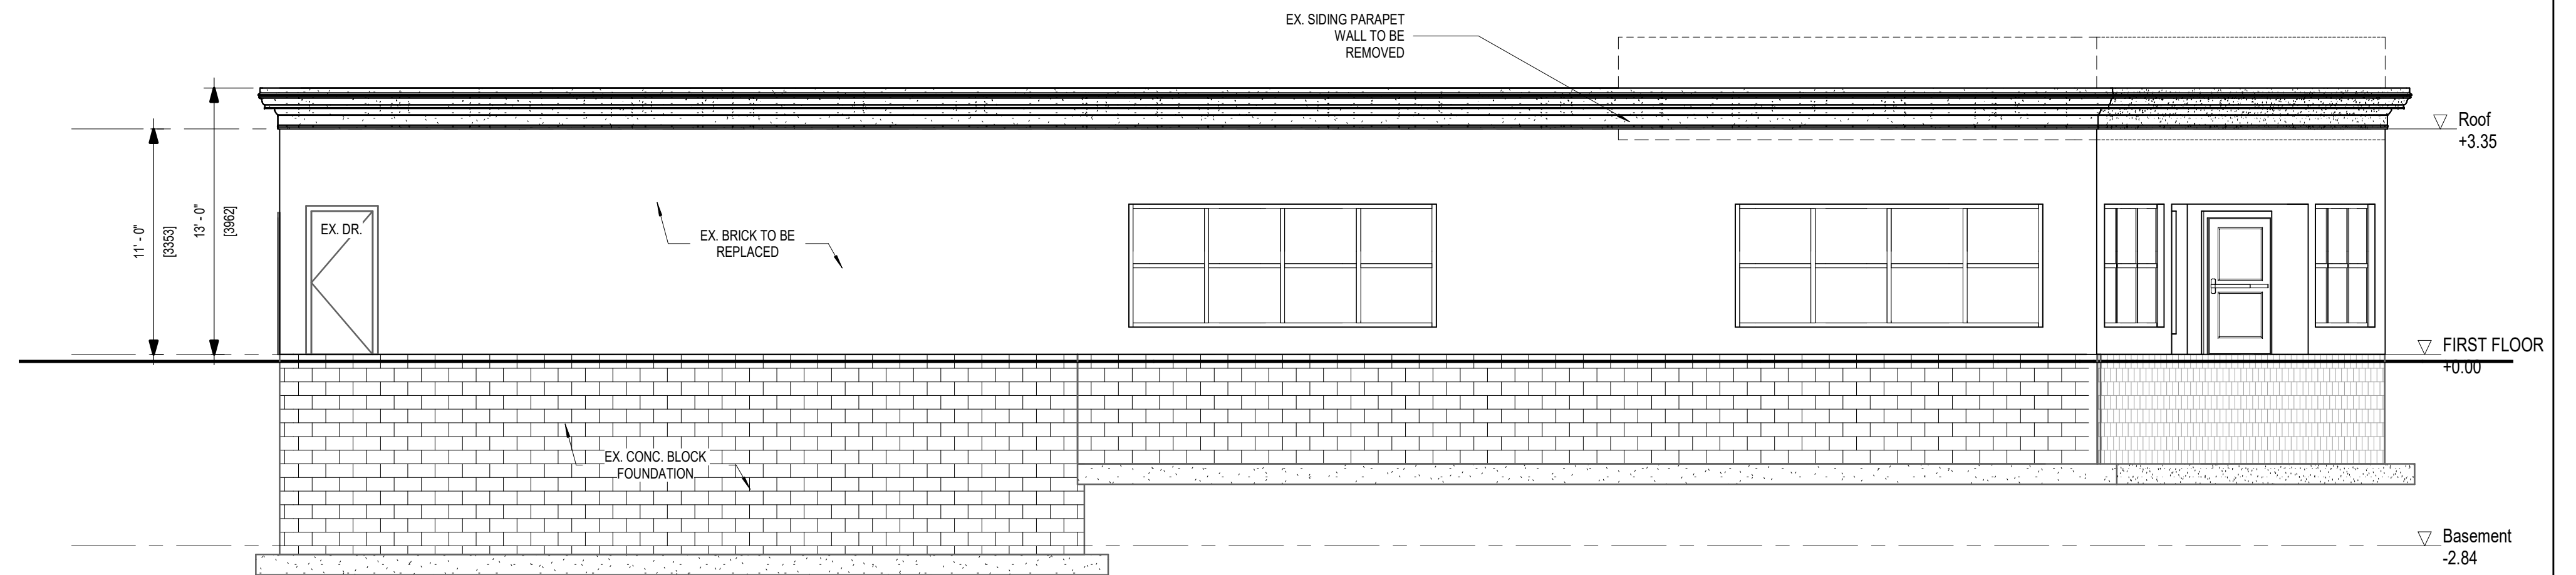 EX. SIDING PARAPET
WALL TO BE
REMOVED
Roof
+3.35
11' - 0"
[3353]
13' - 0"
[3962]
EX. DR.
EX. BRICK TO BE
REPLACED
FIRST FLOOR
+0.00
EX. CONC. BLOCK
FOUNDATION
Basement
-2.84